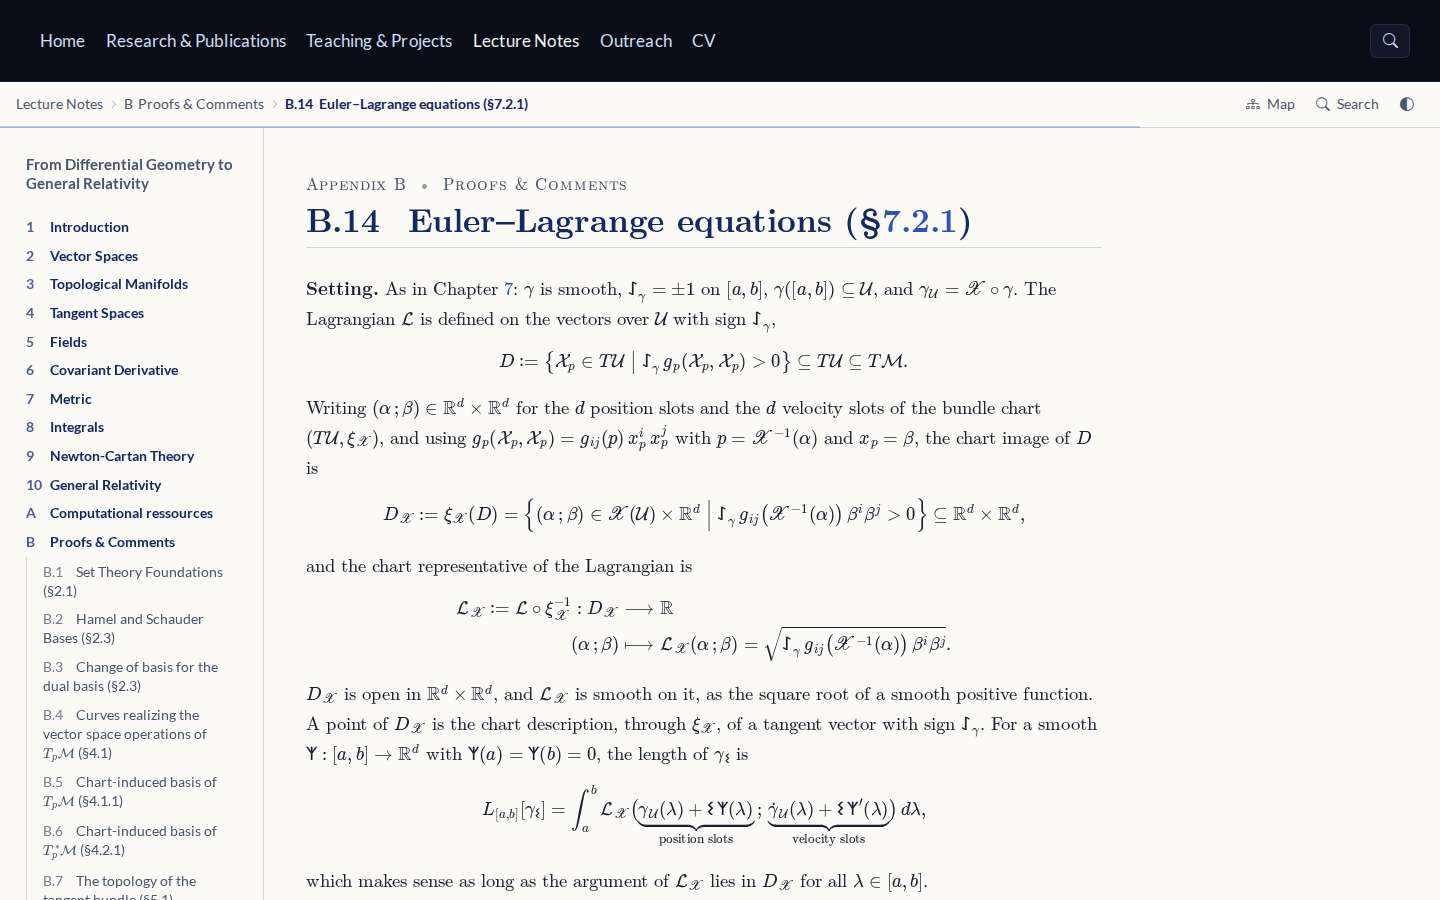 Home Research & Publications Teaching & Projects Lecture Notes Outreach CV
Lecture Notes > B Proofs & Comments > B.14 Euler–Lagrange equations (§7.2.1) Map Search
From Differential Geometry to
General Relativity
1 Introduction
2 Vector Spaces
3 Topological Manifolds
4 Tangent Spaces
5 Fields
6 Covariant Derivative
7 Metric
8 Integrals
9 Newton-Cartan Theory
10 General Relativity
A Computational ressources
B Proofs & Comments
B.1 Set Theory Foundations
(§2.1)
B.2 Hamel and Schauder
Bases (§2.3)
B.3 Change of basis for the
dual basis (§2.3)
B.4 Curves realizing the
vector space operations of
T_pℳ (§4.1)
B.5 Chart-induced basis of
T_pℳ (§4.1.1)
B.6 Chart-induced basis of
T_p^*ℳ (§4.2.1)
B.7 The topology of the
tangent bundle (§5.1)
Appendix B • Proofs & Comments
B.14 Euler–Lagrange equations (§7.2.1)
Setting. As in Chapter 7: γ is smooth, ᛇ_γ = ±1 on [a, b], γ([a, b]) ⊆ 𝒰, and γ_𝒰 = 𝒳 ∘ γ. The
Lagrangian ℒ is defined on the vectors over 𝒰 with sign ᛇ_γ,
D := {𝒳_p ∈ T𝒰 | ᛇ_γ g_p(𝒳_p, 𝒳_p) > 0} ⊆ T𝒰 ⊆ Tℳ.
Writing (α ; β) ∈ ℝ^d × ℝ^d for the d position slots and the d velocity slots of the bundle chart
(T𝒰, ξ_𝒳), and using g_p(𝒳_p, 𝒳_p) = g_ij(p) x_p^i x_p^j with p = 𝒳^−1(α) and x_p = β, the chart image of D
is
D_𝒳 := ξ_𝒳(D) = {(α ; β) ∈ 𝒳(𝒰) × ℝ^d | ᛇ_γ g_ij(𝒳^−1(α)) β^i β^j > 0} ⊆ ℝ^d × ℝ^d,
and the chart representative of the Lagrangian is
ℒ_𝒳 := ℒ ∘ ξ_𝒳^−1 : D_𝒳 ⟶ ℝ
(α ; β) ⟼ ℒ_𝒳(α ; β) = √(ᛇ_γ g_ij(𝒳^−1(α)) β^i β^j).
D_𝒳 is open in ℝ^d × ℝ^d, and ℒ_𝒳 is smooth on it, as the square root of a smooth positive function.
A point of D_𝒳 is the chart description, through ξ_𝒳, of a tangent vector with sign ᛇ_γ. For a smooth
ᛉ : [a, b] → ℝ^d with ᛉ(a) = ᛉ(b) = 0, the length of γ_ᛊ is
L_[a,b][γ_ᛊ] = ∫_a^b ℒ_𝒳(γ_𝒰(λ) + ᛊ ᛉ(λ) ; γ̇_𝒰(λ) + ᛊ ᛉ′(λ)) dλ,
position slots velocity slots
which makes sense as long as the argument of ℒ_𝒳 lies in D_𝒳 for all λ ∈ [a, b].